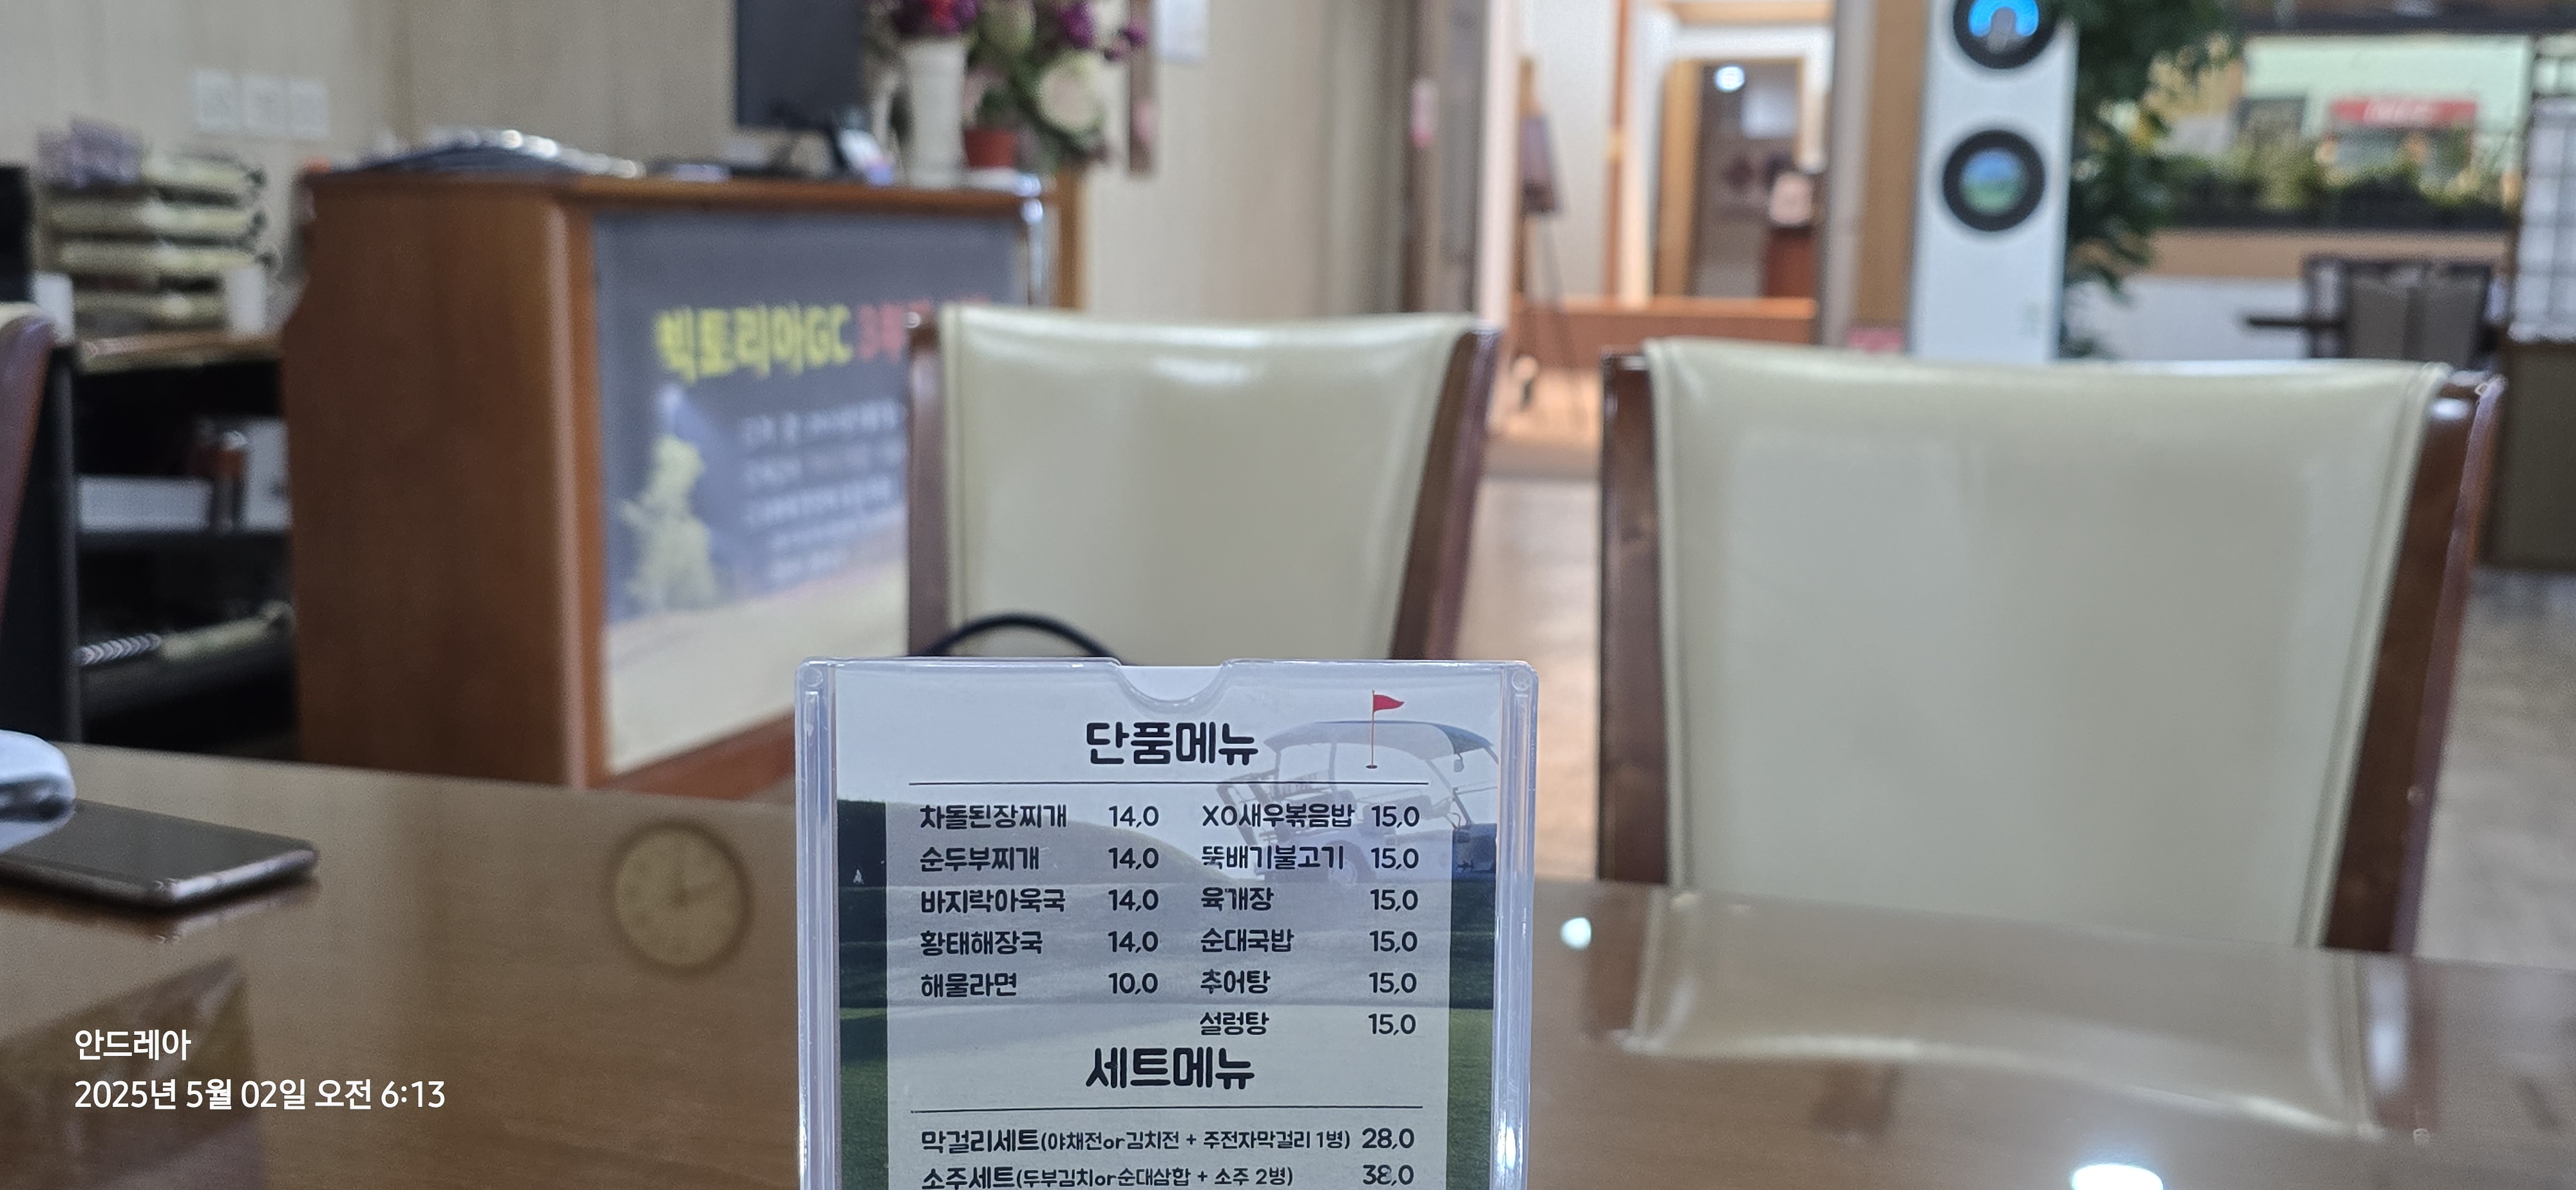 빅토리아GC
단품메뉴
차돌된장찌개 14,0 XO새우볶음밥 15,0
순두부찌개 14,0 뚝배기불고기 15,0
바지락아욱국 14,0 육개장 15,0
황태해장국 14,0 순대국밥 15,0
해물라면 10,0 추어탕 15,0
설렁탕 15,0
세트메뉴
막걸리세트(야채전or김치전 + 주전자막걸리 1병) 28,0
소주세트(두부김치or순대삼합 + 소주 2병) 38,0
안드레아
2025년 5월 02일 오전 6:13